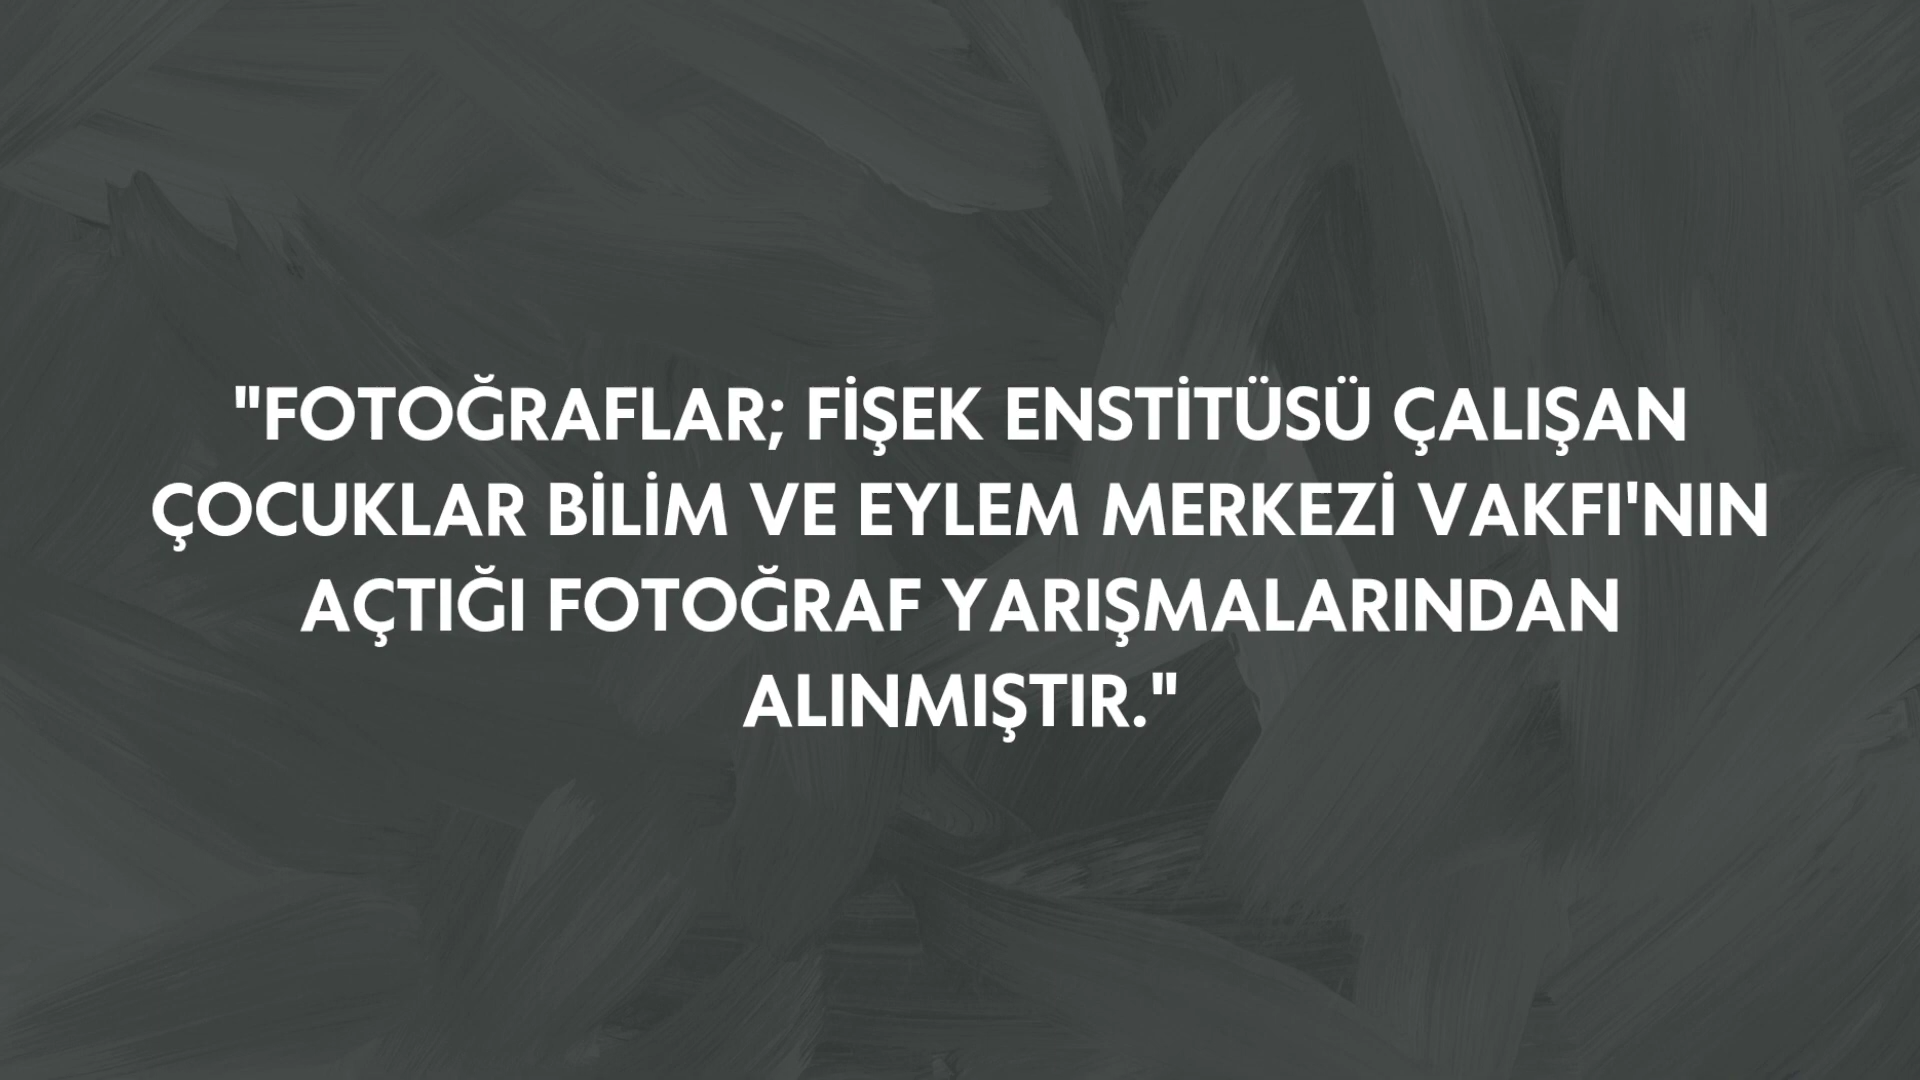 "FOTOĞRAFLAR; FİŞEK ENSTİTÜSÜ ÇALIŞAN
ÇOCUKLAR BİLİM VE EYLEM MERKEZİ VAKFI'NIN
AÇTIĞI FOTOĞRAF YARIŞMALARINDAN
ALINMIŞTIR."